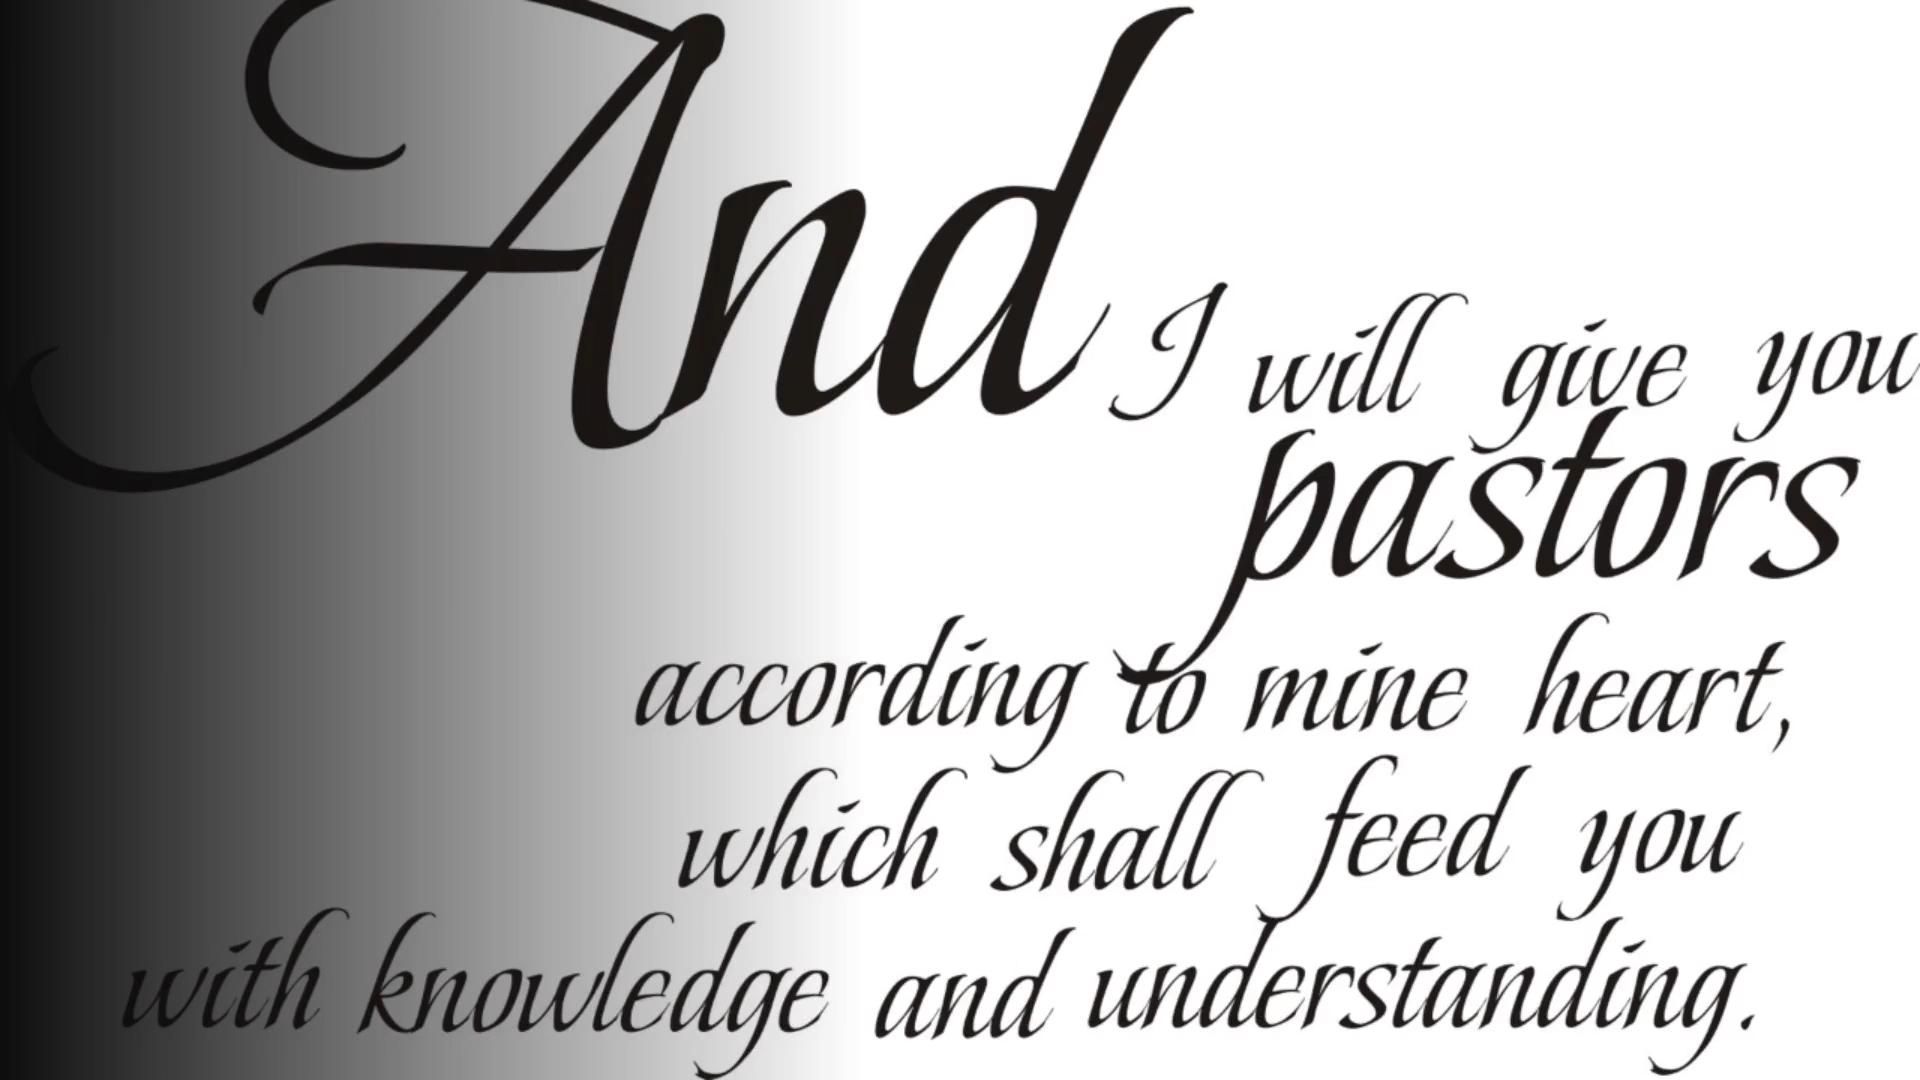 And I will give you
pastors
according to mine heart,
which shall feed you
with knowledge and understanding.